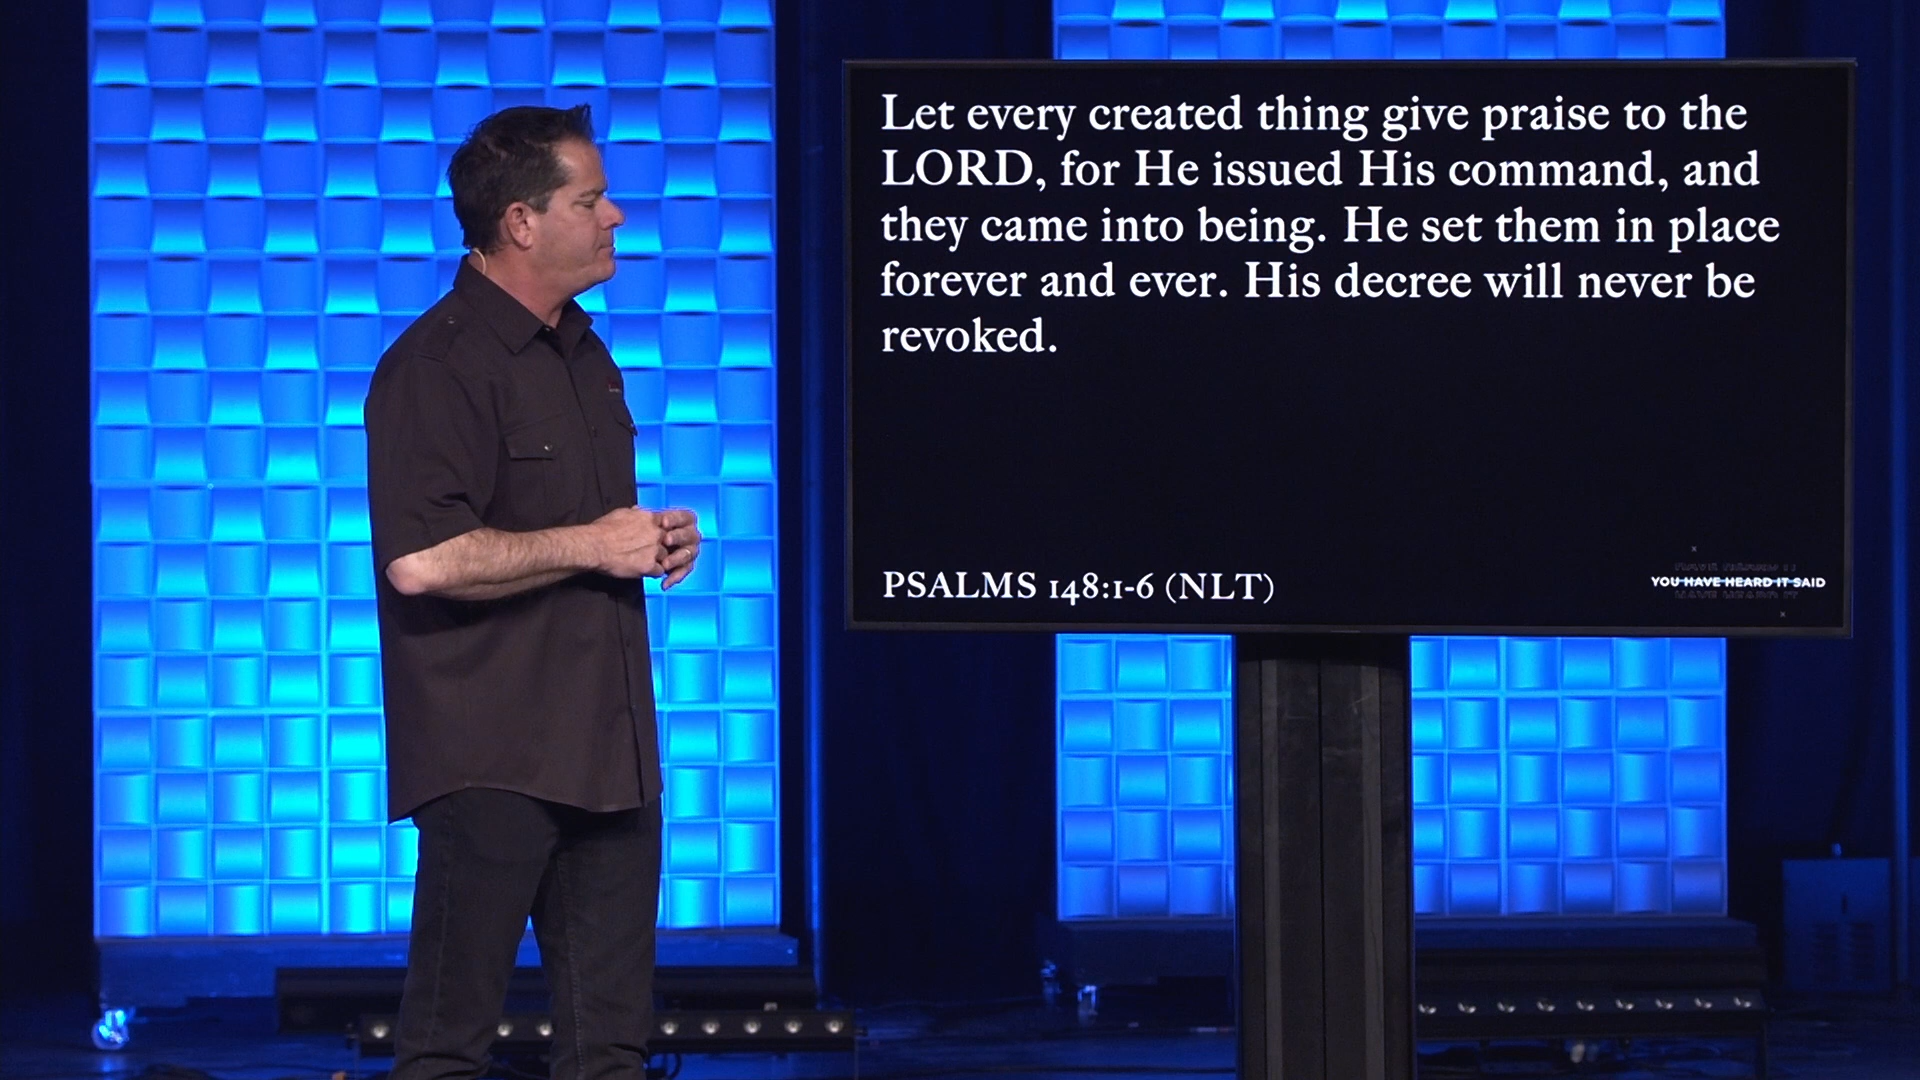 Let every created thing give praise to the
LORD, for He issued His command, and
they came into being. He set them in place
forever and ever. His decree will never be
revoked.
PSALMS 148:1-6 (NLT)
YOU HAVE HEARD IT SAID